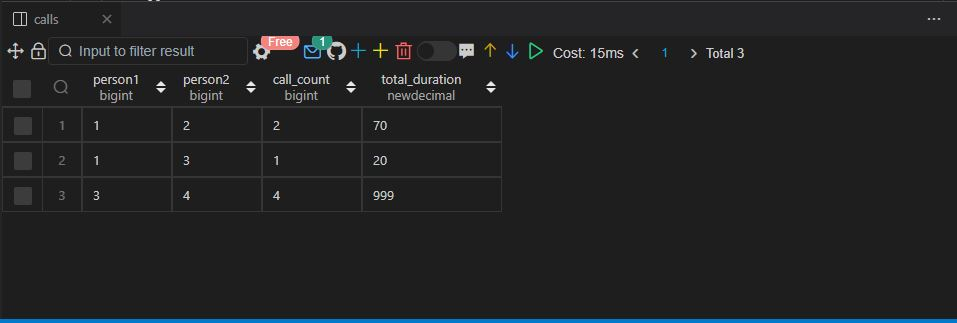 calls
Input to filter result Free 1 Cost: 15ms 1 Total 3
person1 person2 call_count total_duration
bigint bigint bigint newdecimal
1 1 2 2 70
2 1 3 1 20
3 3 4 4 999